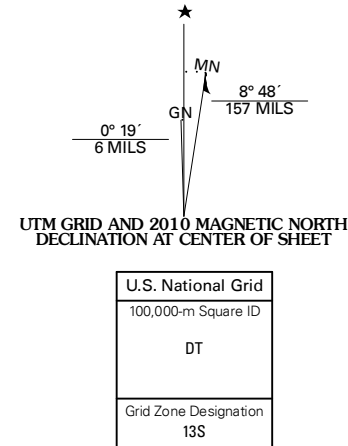 MN
GN
8° 48´
157 MILS
0° 19´
6 MILS
UTM GRID AND 2010 MAGNETIC NORTH
DECLINATION AT CENTER OF SHEET
U.S. National Grid
100,000-m Square ID
DT
Grid Zone Designation
13S